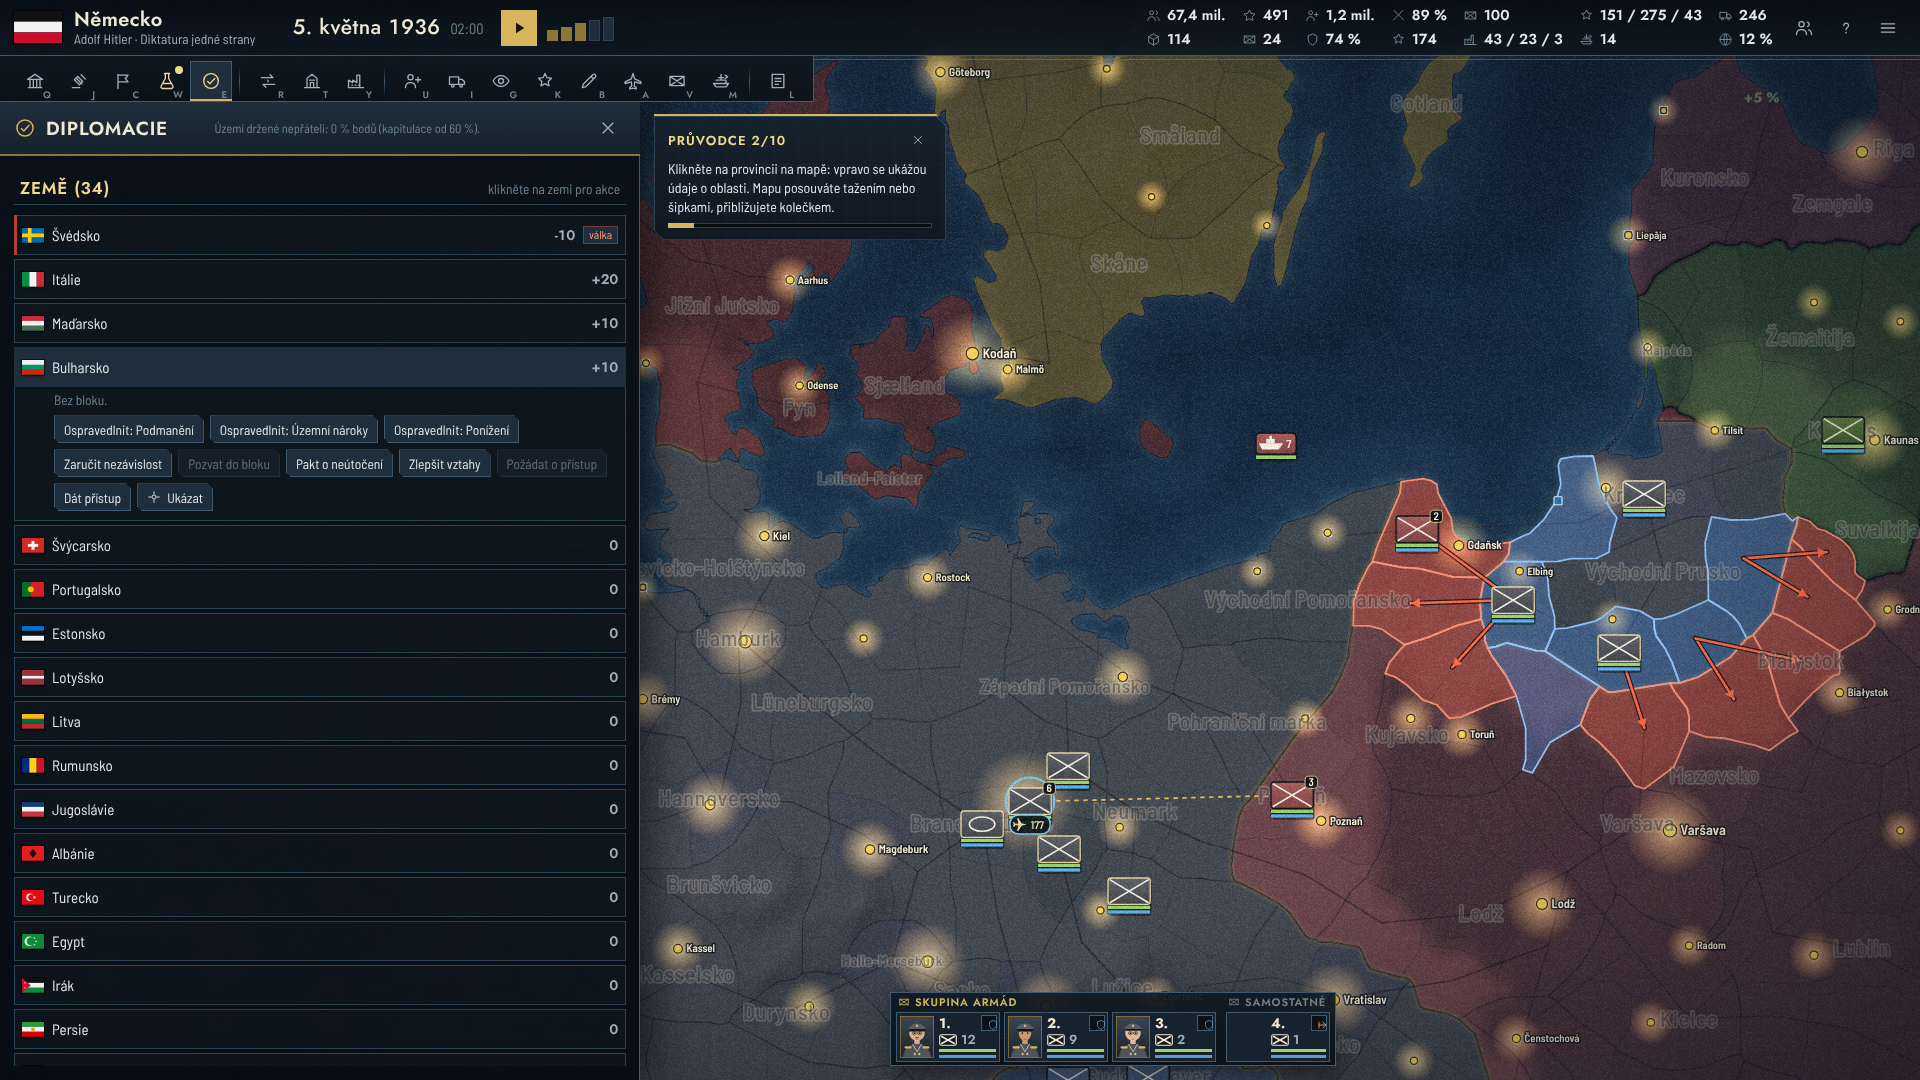 Německo
Adolf Hitler · Diktatura jedné strany
5. května 1936 02:00
67,4 mil. 491 1,2 mil. 89 % 100 151 / 275 / 43 246
114 24 74 % 174 43 / 23 / 3 14 12 %
?
Q J C W E R T Y U I G K B A V M L
DIPLOMACIE
Území držené nepřáteli: 0 % bodů (kapitulace od 60 %).
ZEMĚ (34)
klikněte na zemi pro akce
Švédsko -10 válka
Itálie +20
Maďarsko +10
Bulharsko +10
Bez bloku.
Ospravedlnit: Podmanění Ospravedlnit: Územní nároky Ospravedlnit: Ponížení
Zaručit nezávislost Pozvat do bloku Pakt o neútočení Zlepšit vztahy Požádat o přístup
Dát přístup Ukázat
Švýcarsko 0
Portugalsko 0
Estonsko 0
Lotyšsko 0
Litva 0
Rumunsko 0
Jugoslávie 0
Albánie 0
Turecko 0
Egypt 0
Irák 0
Persie 0
PRŮVODCE 2/10
Klikněte na provincii na mapě: vpravo se ukážou
údaje o oblasti. Mapu posouváte tažením nebo
šipkami, přibližujete kolečkem.
Göteborg
Gotland
+5 %
Småland
Riga
Kuronsko
Zemgale
Liepāja
Skåne
Aarhus
Jižní Jutsko
Žemaitija
Klaipėda
Kodaň
Malmö
Odense
Sjælland
Fyn
Tilsit
Kaunas
7
Lolland-Falster
2
Suvalkija
Kiel
Gdaňsk
Elbing
Východní Prusko
Rostock
Východní Pomořansko
Grodn
Hamburk
Białystok
Západní Pomořansko
Białystok
Brémy
Lüneburgsko
Pohraniční marka
Kujavsko
Toruň
Mazovsko
Hannoversko
6
177
3
Neumark
Poznaň
Varšava
Varšava
Magdeburk
Brunšvicko
Lodž
Lodž
Radom
Lublin
Kassel
Kasselsko
Halle-Merseburk
Lužice
Vratislav
Durynsko
Kielce
Čenstochová
SKUPINA ARMÁD SAMOSTATNÉ
1. 12
2. 9
3. 2
4. 1